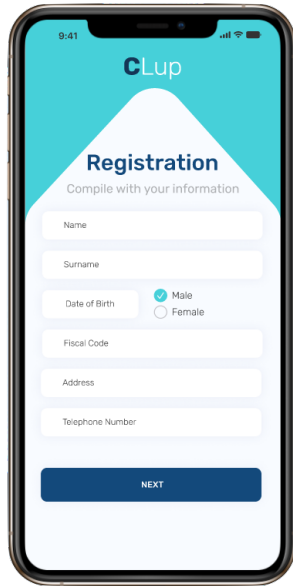 9:41
CLup
Registration
Compile with your information
Name
Surname
Date of Birth
Male
Female
Fiscal Code
Address
Telephone Number
NEXT